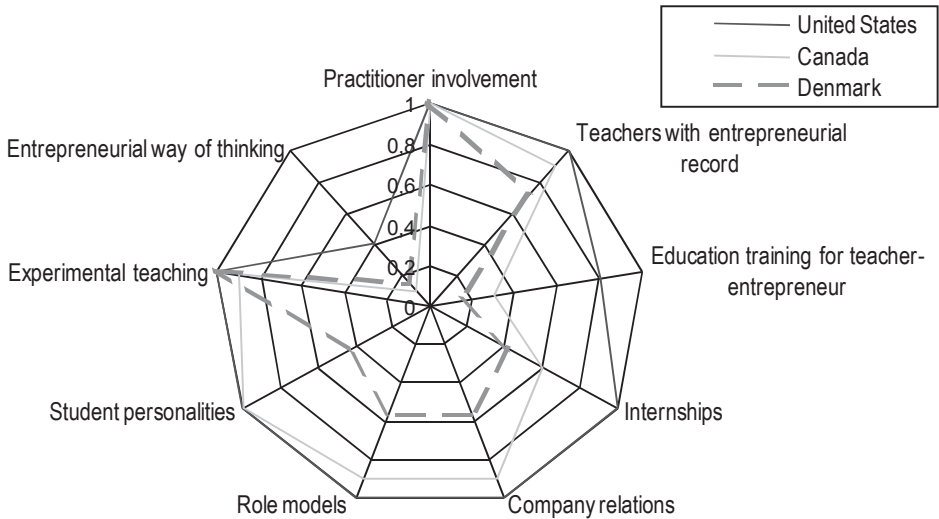 United States
Canada
Denmark
Practitioner involvement
Teachers with entrepreneurial
record
Education training for teacher-
entrepreneur
Internships
Company relations
Role models
Student personalities
Experimental teaching
Entrepreneurial way of thinking
1
0.8
0.6
0.4
0.2
0